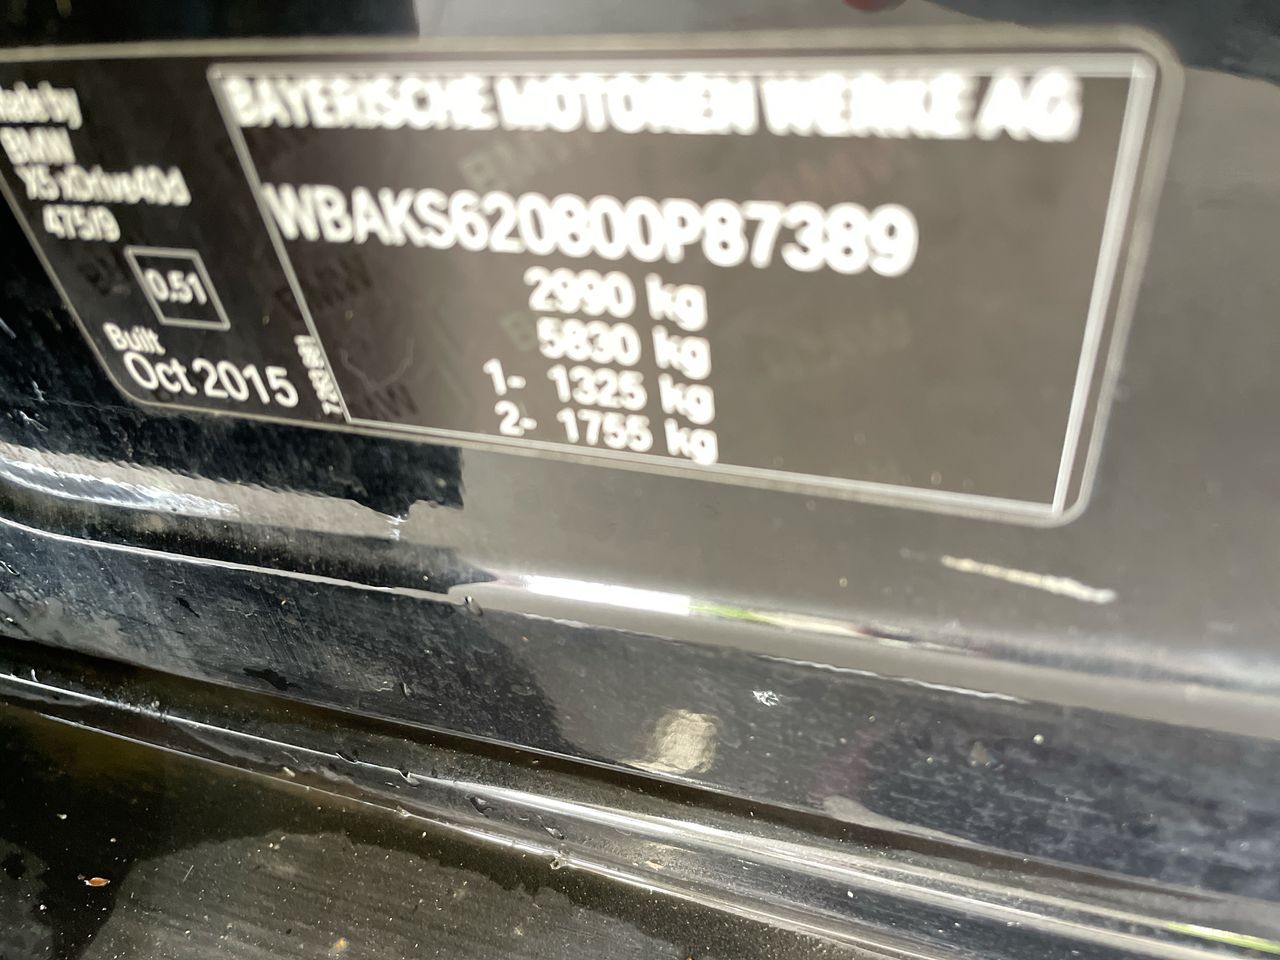 Made by
BMW
X5 xDrive40d
475/9
0.51
Built
Oct 2015
BAYERISCHE MOTOREN WERKE AG
WBAKS620800P87389
2990 kg
5830 kg
1- 1325 kg
2- 1755 kg